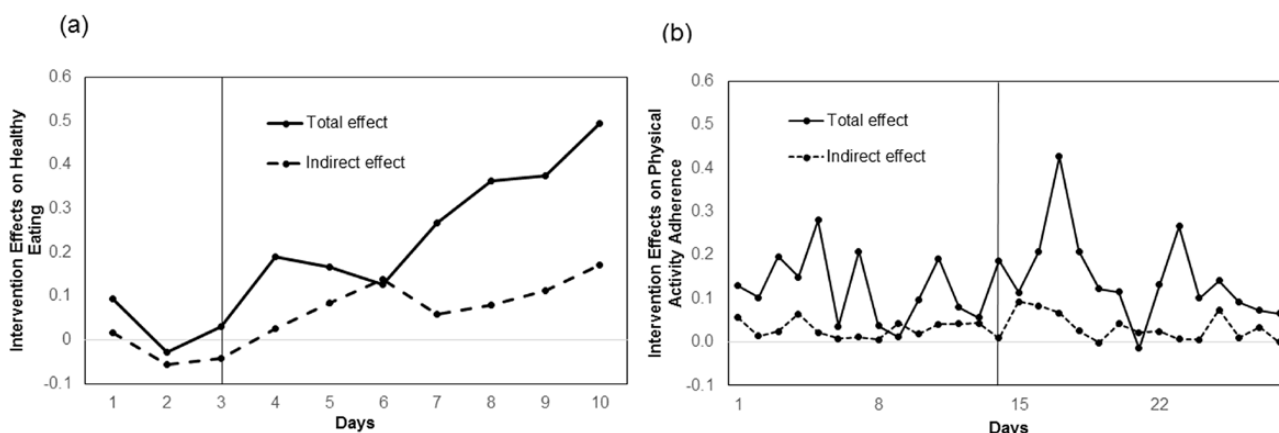 (a)
Intervention Effects on Healthy
Eating
0.6
0.5
0.4
0.3
0.2
0.1
0
-0.1
Total effect
Indirect effect
1 2 3 4 5 6 7 8 9 10
Days
(b)
Intervention Effects on Physical
Activity Adherence
0.6
0.5
0.4
0.3
0.2
0.1
0.0
-0.1
Total effect
Indirect effect
1 8 15 22
Days